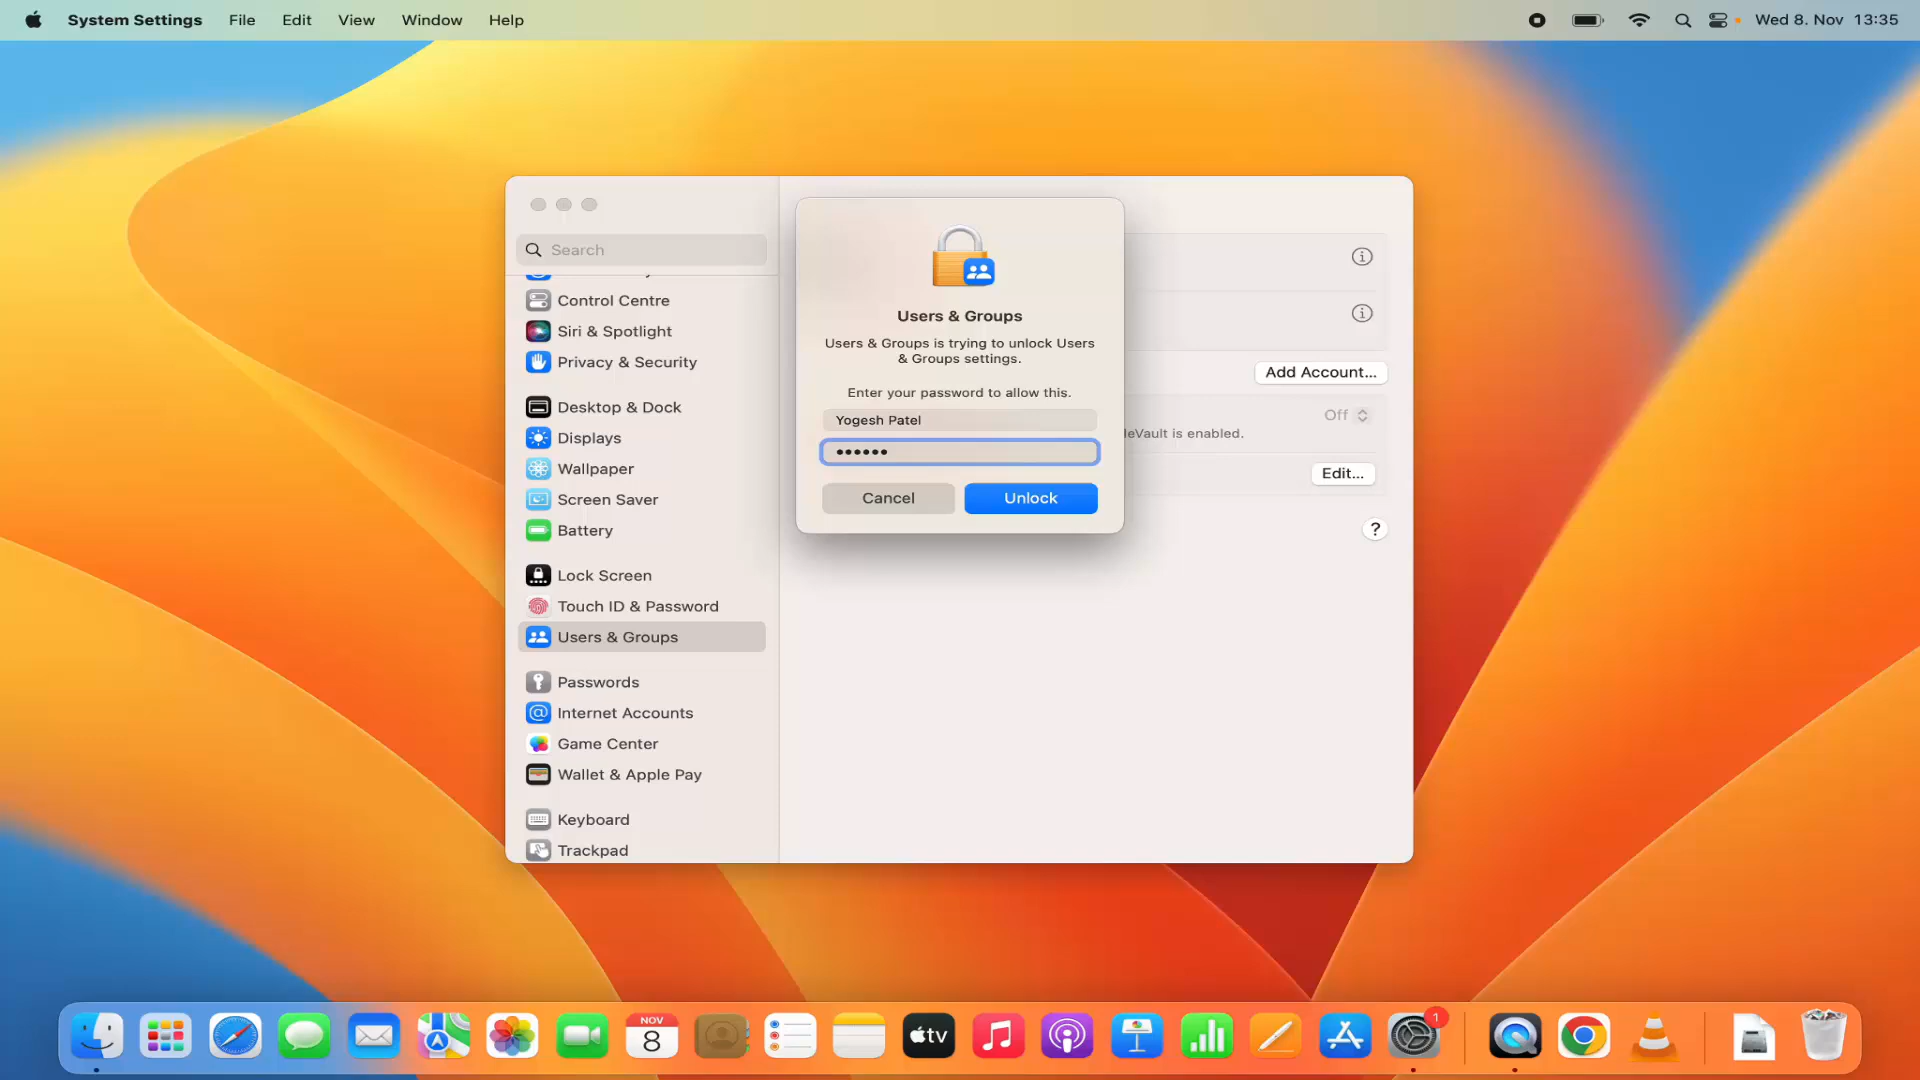 System Settings File Edit View Window Help Wed 8. Nov 13:35
Search
Control Centre
Siri & Spotlight
Privacy & Security
Desktop & Dock
Displays
Wallpaper
Screen Saver
Battery
Lock Screen
Touch ID & Password
Users & Groups
Passwords
Internet Accounts
Game Center
Wallet & Apple Pay
Keyboard
Trackpad
Users & Groups
Users & Groups is trying to unlock Users
& Groups settings.
Enter your password to allow this.
Yogesh Patel
••••••
Cancel Unlock
Add Account...
Off
eVault is enabled.
Edit...
?
NOV
8
tv
1